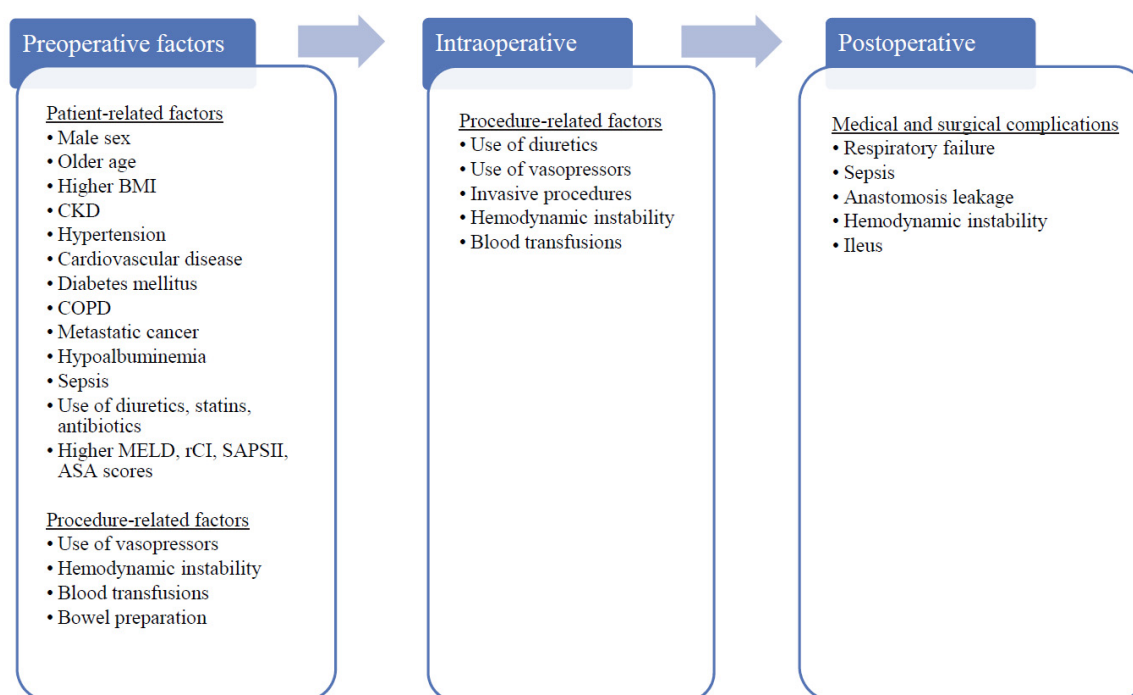 Preoperative factors
Patient-related factors
• Male sex
• Older age
• Higher BMI
• CKD
• Hypertension
• Cardiovascular disease
• Diabetes mellitus
• COPD
• Metastatic cancer
• Hypoalbuminemia
• Sepsis
• Use of diuretics, statins,
antibiotics
• Higher MELD, rCI, SAPSII,
ASA scores
Procedure-related factors
• Use of vasopressors
• Hemodynamic instability
• Blood transfusions
• Bowel preparation
Intraoperative
Procedure-related factors
• Use of diuretics
• Use of vasopressors
• Invasive procedures
• Hemodynamic instability
• Blood transfusions
Postoperative
Medical and surgical complications
• Respiratory failure
• Sepsis
• Anastomosis leakage
• Hemodynamic instability
• Ileus